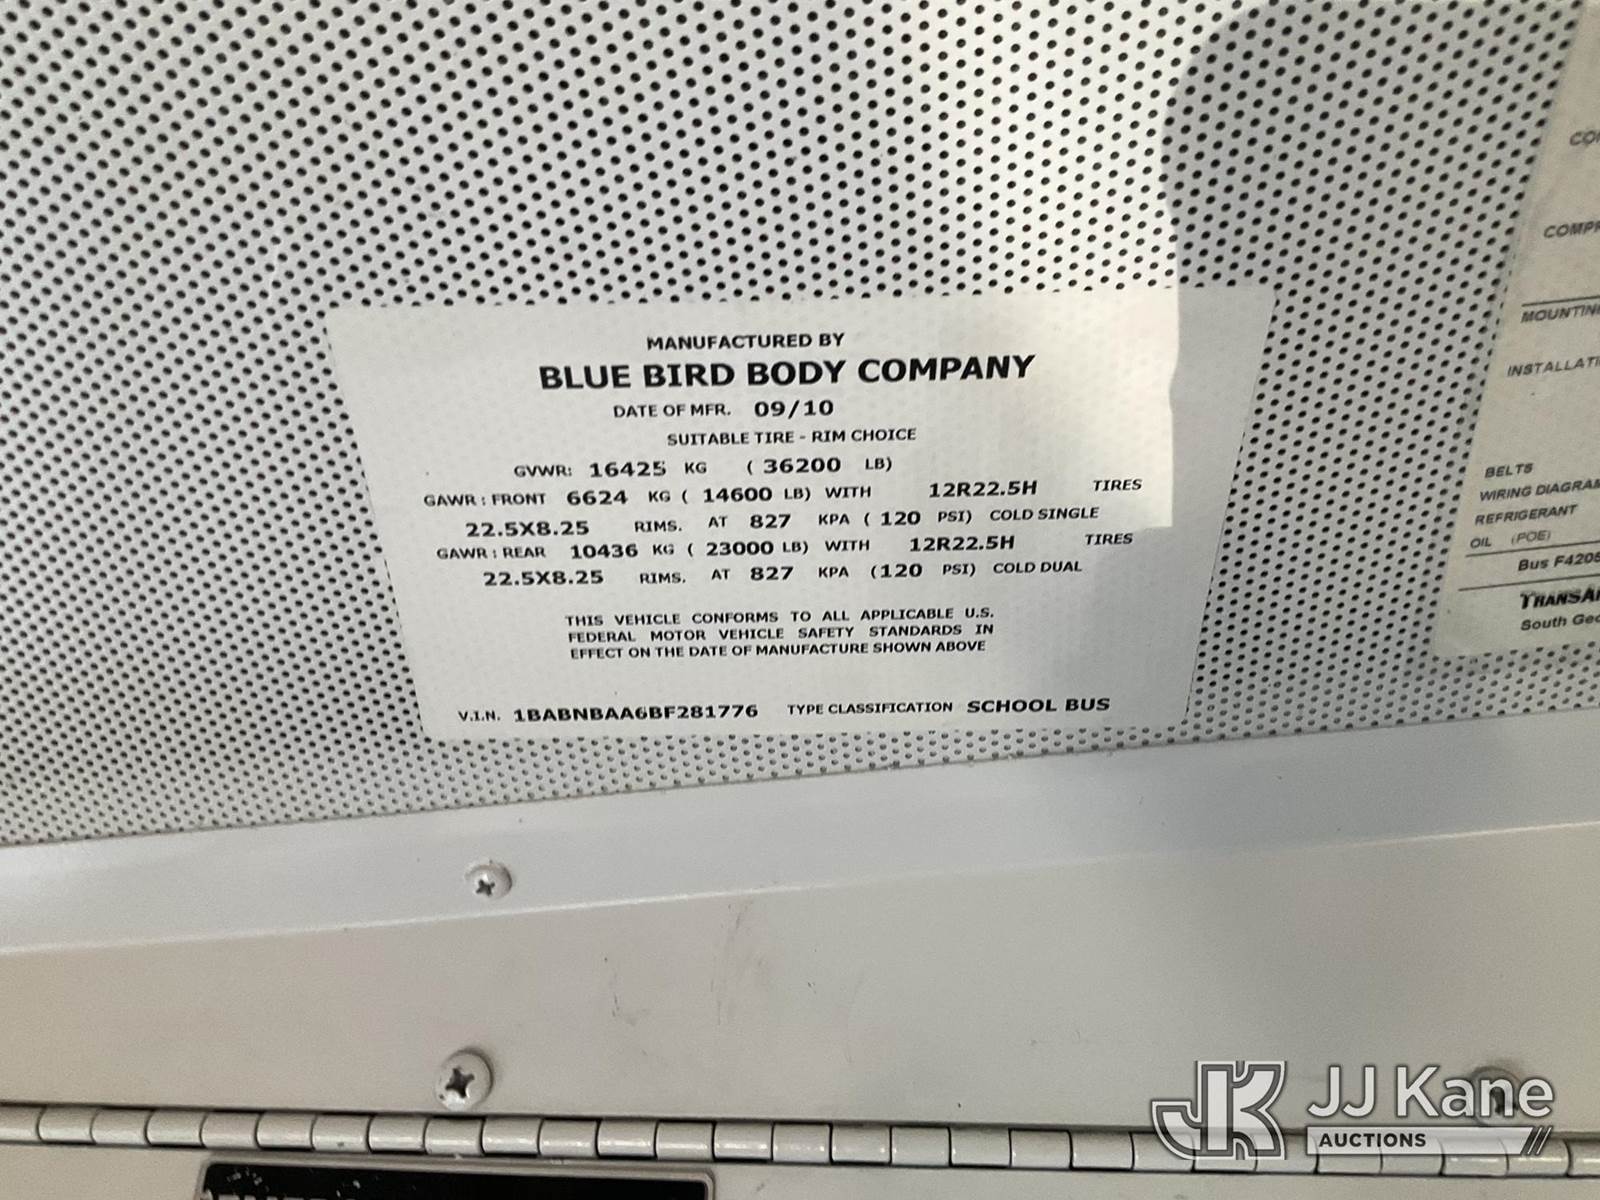 MANUFACTURED BY
BLUE BIRD BODY COMPANY
DATE OF MFR. 09/10
SUITABLE TIRE - RIM CHOICE
GVWR: 16425 KG ( 36200 LB)
GAWR : FRONT 6624 KG ( 14600 LB) WITH 12R22.5H TIRES
22.5X8.25 RIMS. AT 827 KPA ( 120 PSI) COLD SINGLE
GAWR : REAR 10436 KG ( 23000 LB) WITH 12R22.5H TIRES
22.5X8.25 RIMS. AT 827 KPA (120 PSI) COLD DUAL
THIS VEHICLE CONFORMS TO ALL APPLICABLE U.S.
FEDERAL MOTOR VEHICLE SAFETY STANDARDS IN
EFFECT ON THE DATE OF MANUFACTURE SHOWN ABOVE
V.I.N. 1BABNBAA6BF281776 TYPE CLASSIFICATION SCHOOL BUS
BELTS
WIRING DIAGRAM
REFRIGERANT
OIL (POE)
Bus F4205
South
JK JJ Kane
AUCTIONS